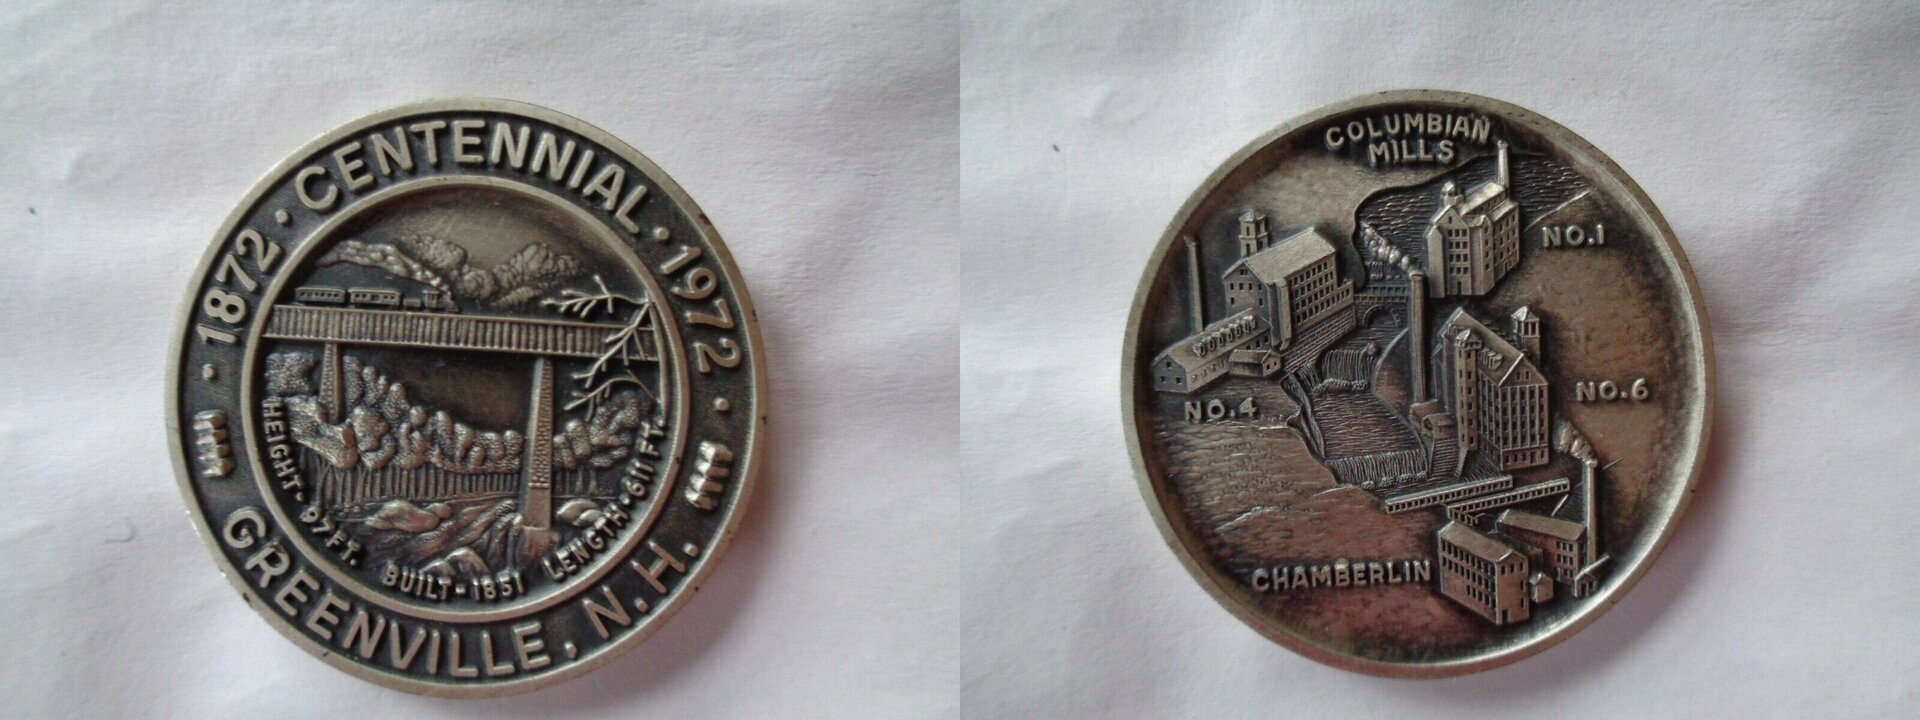 1872 · CENTENNIAL · 1972 ·
GREENVILLE, N.H.
HEIGHT · 97 FT.
BUILT · 1851
LENGTH · 611 FT.
COLUMBIAN
MILLS
NO.1
NO.6
NO.4
CHAMBERLIN